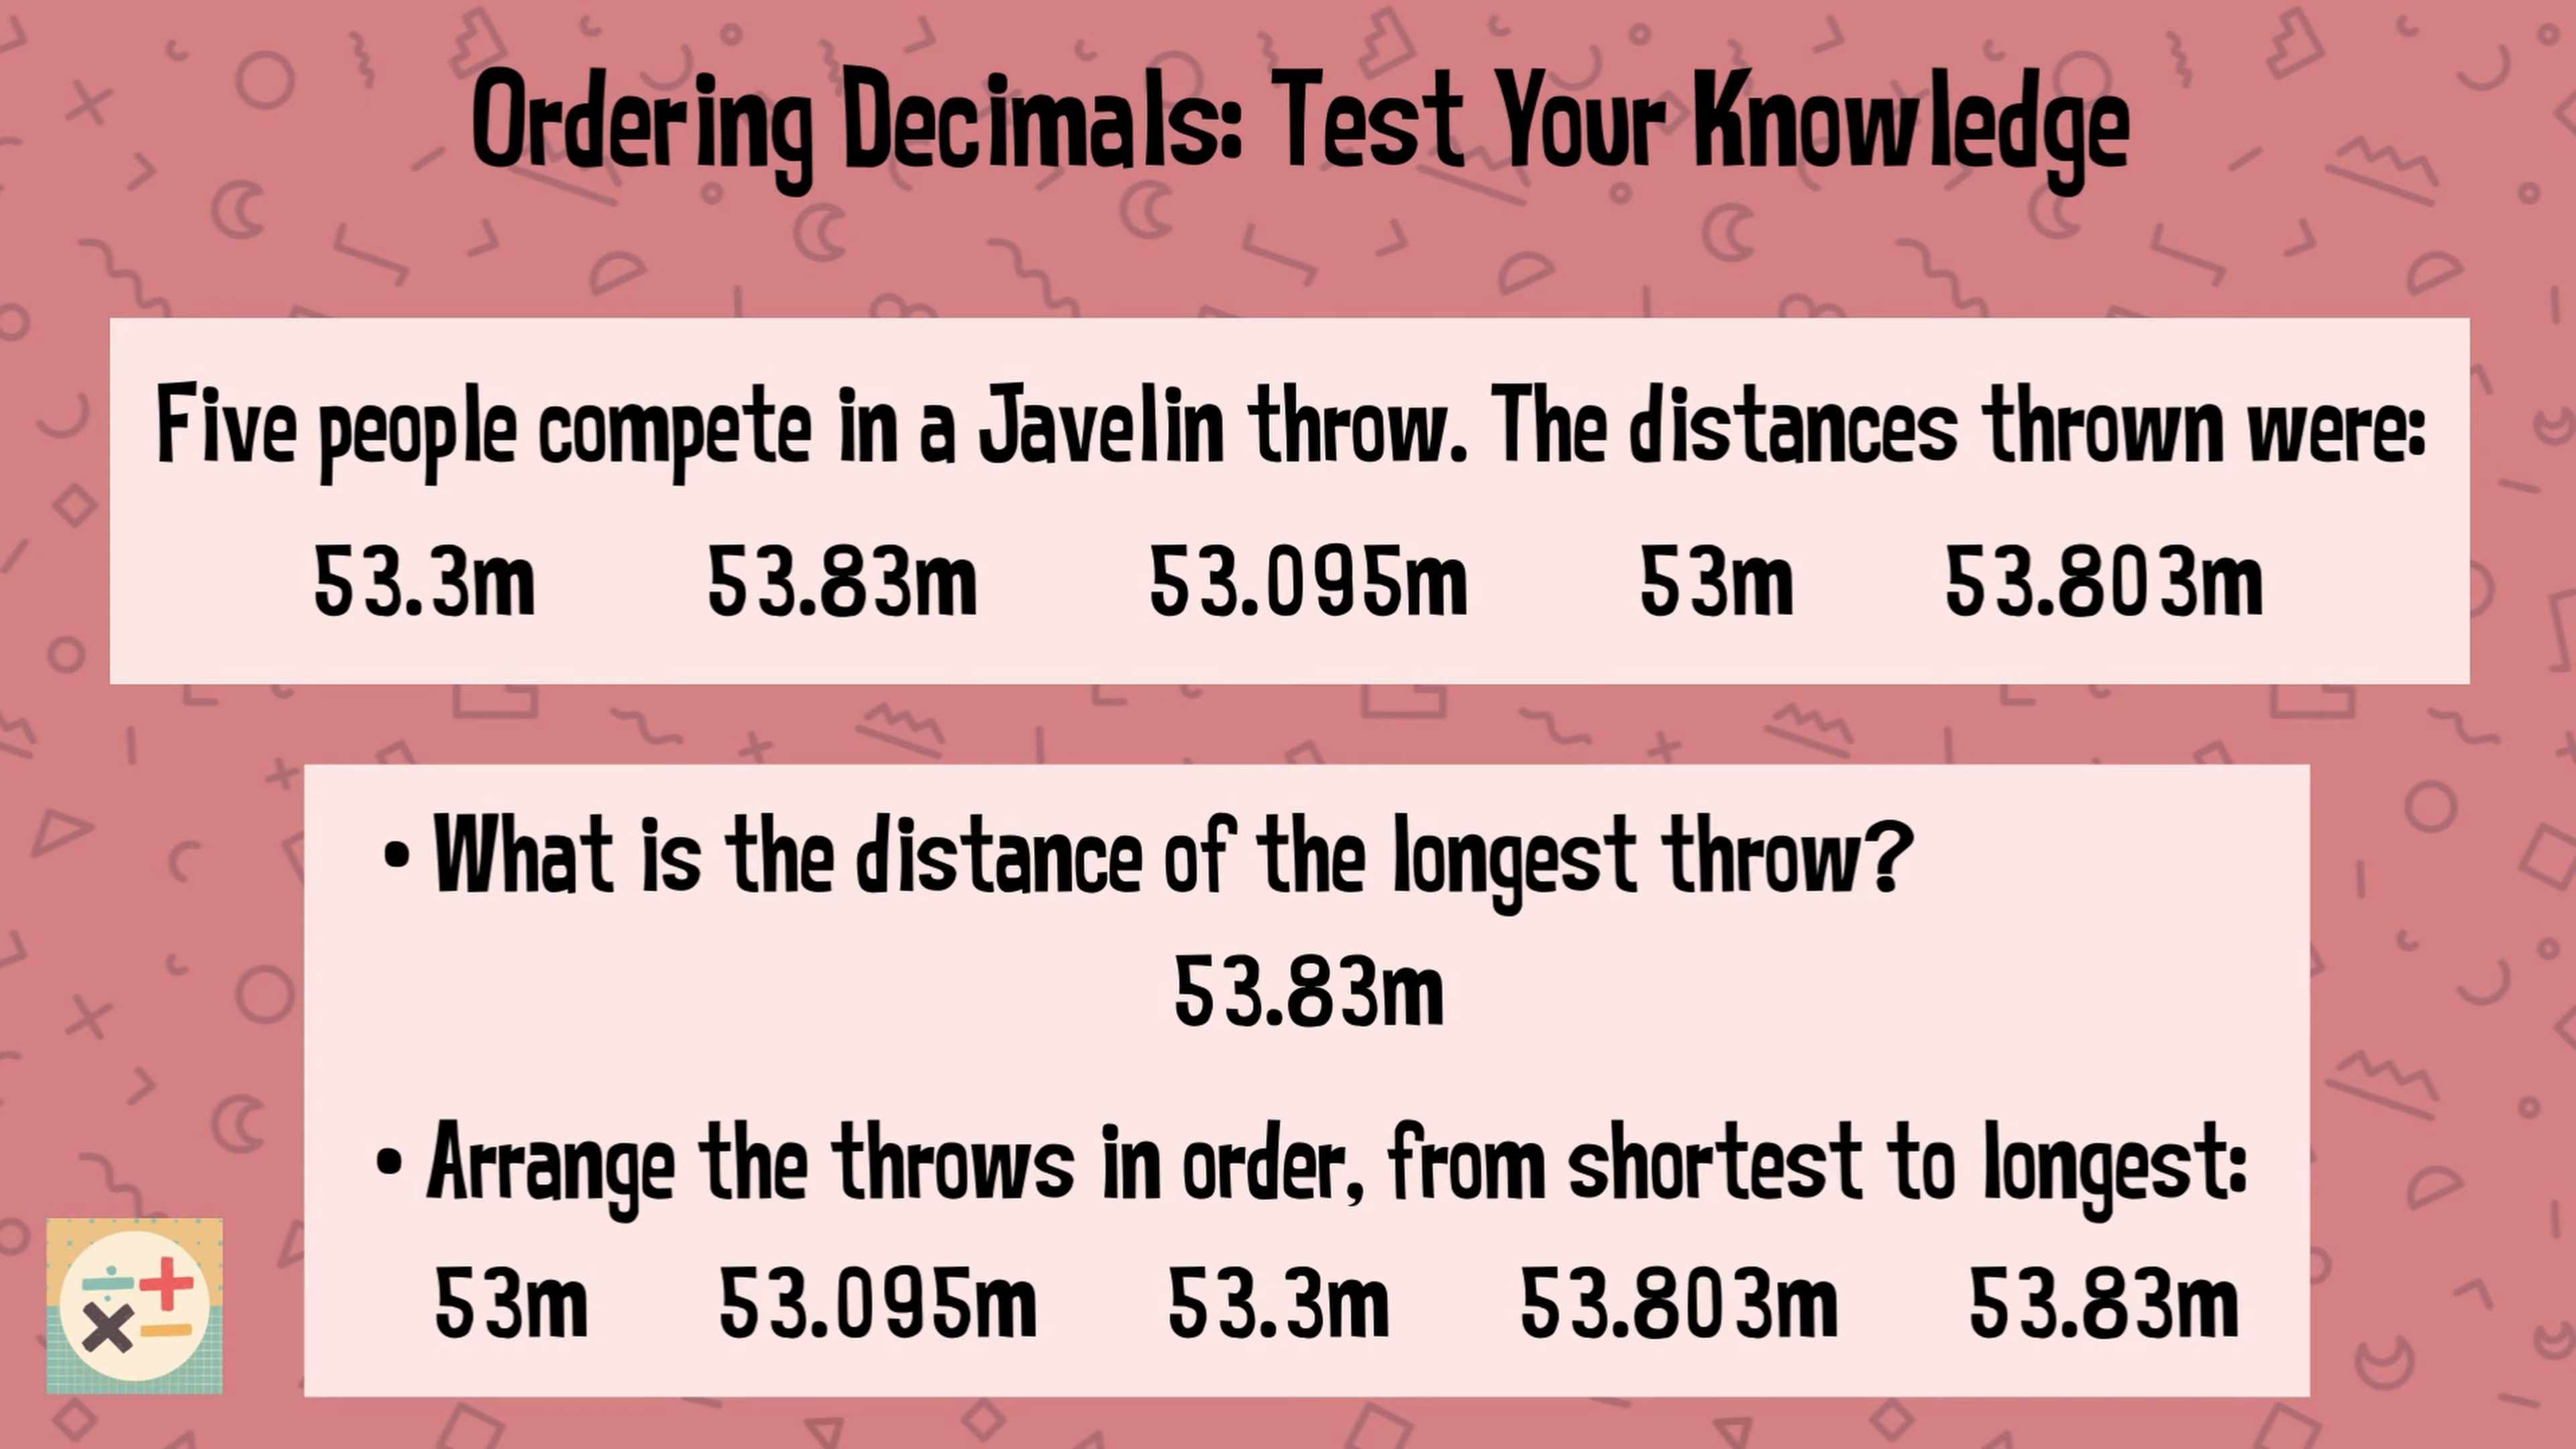 Ordering Decimals: Test Your Knowledge
Five people compete in a Javelin throw. The distances thrown were:
53.3m 53.83m 53.095m 53m 53.803m
• What is the distance of the longest throw?
53.83m
• Arrange the throws in order, from shortest to longest:
53m 53.095m 53.3m 53.803m 53.83m